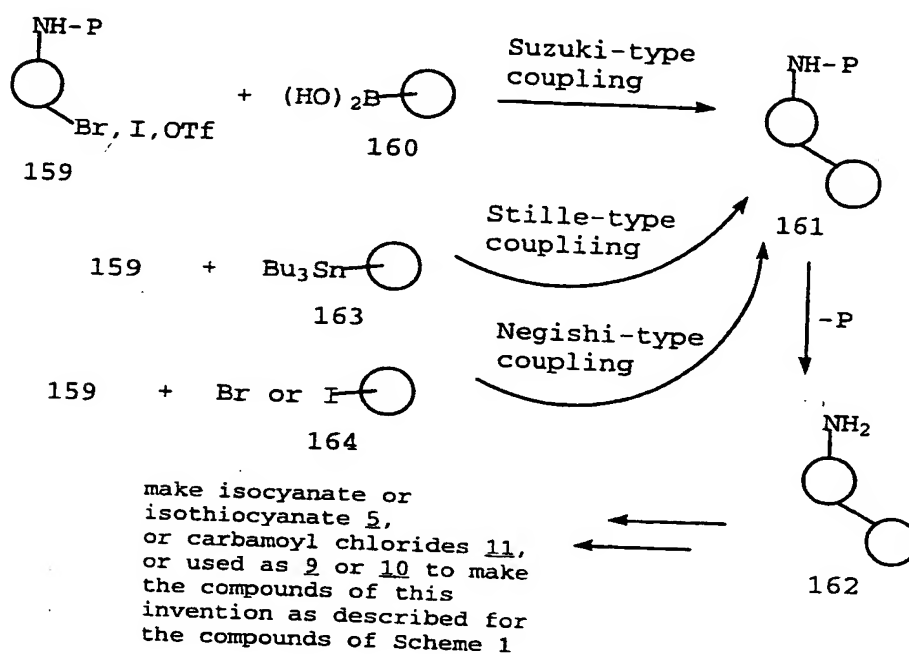 NH-P
Br, I, OTf
159
+
(HO)2B
160
Suzuki-type
coupling
NH-P
161
159 + Bu3Sn
163
Stille-type
coupliing
159 + Br or I
164
Negishi-type
coupling
-P
NH2
162
make isocyanate or
isothiocyanate 5,
or carbamoyl chlorides 11,
or used as 9 or 10 to make
the compounds of this
invention as described for
the compounds of Scheme 1